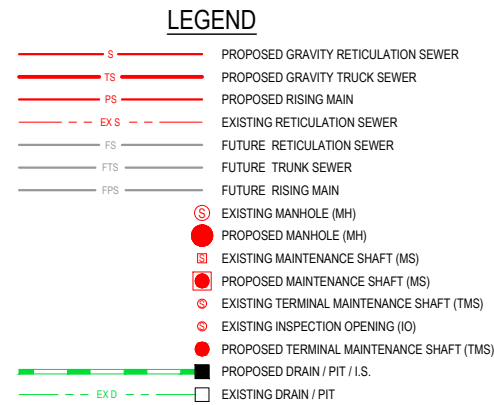 LEGEND
S PROPOSED GRAVITY RETICULATION SEWER
TS PROPOSED GRAVITY TRUCK SEWER
PS PROPOSED RISING MAIN
EX S EXISTING RETICULATION SEWER
FS FUTURE RETICULATION SEWER
FTS FUTURE TRUNK SEWER
FPS FUTURE RISING MAIN
S EXISTING MANHOLE (MH)
PROPOSED MANHOLE (MH)
S EXISTING MAINTENANCE SHAFT (MS)
PROPOSED MAINTENANCE SHAFT (MS)
S EXISTING TERMINAL MAINTENANCE SHAFT (TMS)
S EXISTING INSPECTION OPENING (IO)
PROPOSED TERMINAL MAINTENANCE SHAFT (TMS)
PROPOSED DRAIN / PIT / I.S.
EX D EXISTING DRAIN / PIT